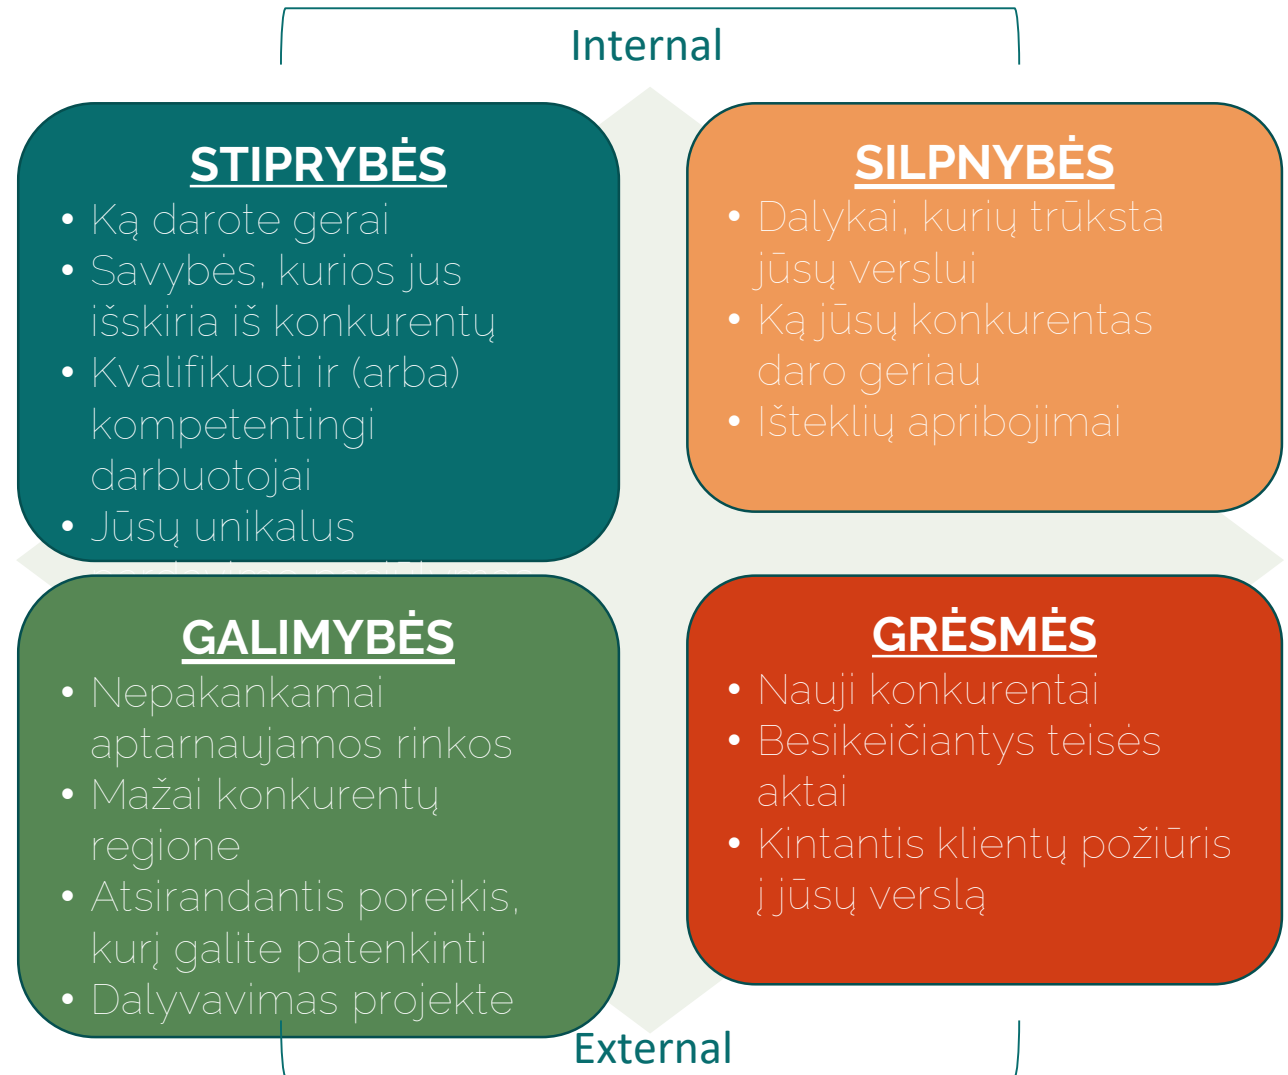 Internal
STIPRYBĖS
• Ką darote gerai
• Savybės, kurios jus
išskiria iš konkurentų
• Kvalifikuoti ir (arba)
kompetentingi
darbuotojai
• Jūsų unikalus
SILPNYBĖS
• Dalykai, kurių trūksta
jūsų verslui
• Ką jūsų konkurentas
daro geriau
• Išteklių apribojimai
GALIMYBĖS
• Nepakankamai
aptarnaujamos rinkos
• Mažai konkurentų
regione
• Atsirandantis poreikis,
kurį galite patenkinti
• Dalyvavimas projekte
GRĖSMĖS
• Nauji konkurentai
• Besikeičiantys teisės
aktai
• Kintantis klientų požiūris
į jūsų verslą
External